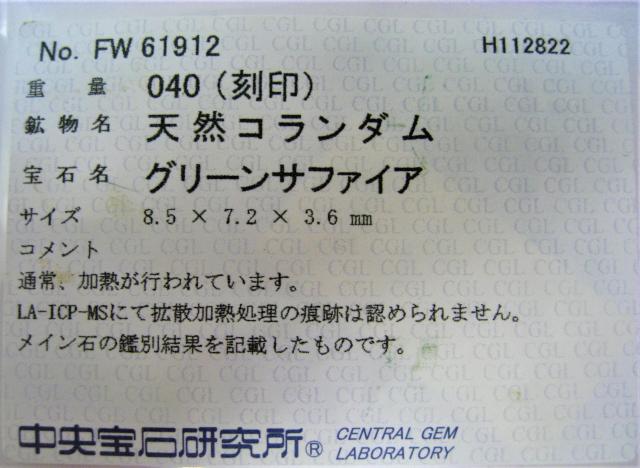 No. FW 61912 H112822
重量 040（刻印）
鉱物名 天然コランダム
宝石名 グリーンサファイア
サイズ 8.5 × 7.2 × 3.6 mm
コメント
通常、加熱が行われています。
LA-ICP-MSにて拡散加熱処理の痕跡は認められません。
メイン石の鑑別結果を記載したものです。
中央宝石研究所® CENTRAL GEM
LABORATORY